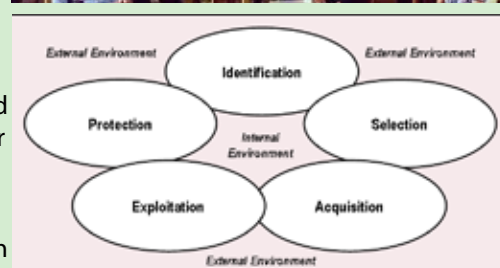 External Environment
External Environment
Identification
Protection
Selection
Internal
Environment
Exploitation
Acquisition
External Environment